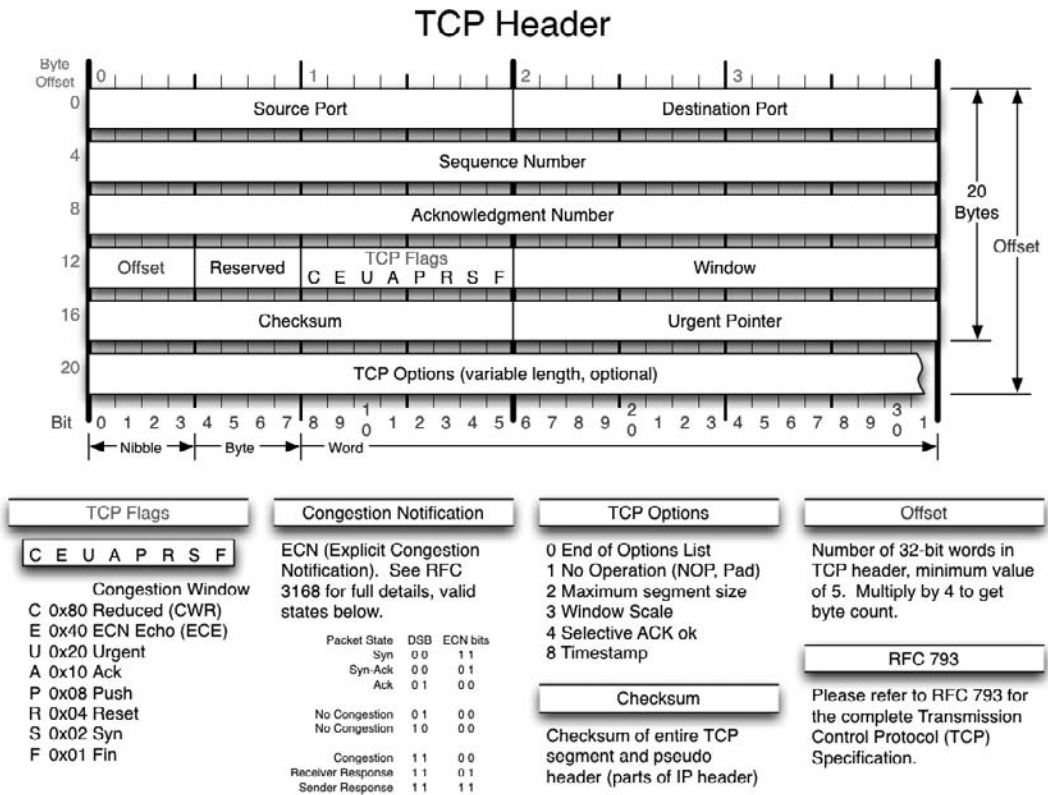 TCP Header
Byte
Offset
0 1 2 3
0 Source Port Destination Port
4 Sequence Number
8 Acknowledgment Number
20
Bytes
Offset
12 Offset Reserved TCP Flags Window
C E U A P R S F
16 Checksum Urgent Pointer
20 TCP Options (variable length, optional)
Bit 0 1 2 3 4 5 6 7 8 9 1 0 1 2 3 4 5 6 7 8 9 2 0 1 2 3 4 5 6 7 8 9 3 0 1
Nibble Byte Word
TCP Flags
C E U A P R S F
Congestion Window
C 0x80 Reduced (CWR)
E 0x40 ECN Echo (ECE)
U 0x20 Urgent
A 0x10 Ack
P 0x08 Push
R 0x04 Reset
S 0x02 Syn
F 0x01 Fin
Congestion Notification
ECN (Explicit Congestion
Notification). See RFC
3168 for full details, valid
states below.
Packet State DSB ECN bits
Syn 0 0 1 1
Syn-Ack 0 0 0 1
Ack 0 1 0 0
No Congestion 0 1 0 0
No Congestion 1 0 0 0
Congestion 1 1 0 0
Receiver Response 1 1 0 1
Sender Response 1 1 1 1
TCP Options
0 End of Options List
1 No Operation (NOP, Pad)
2 Maximum segment size
3 Window Scale
4 Selective ACK ok
8 Timestamp
Checksum
Checksum of entire TCP
segment and pseudo
header (parts of IP header)
Offset
Number of 32-bit words in
TCP header, minimum value
of 5. Multiply by 4 to get
byte count.
RFC 793
Please refer to RFC 793 for
the complete Transmission
Control Protocol (TCP)
Specification.